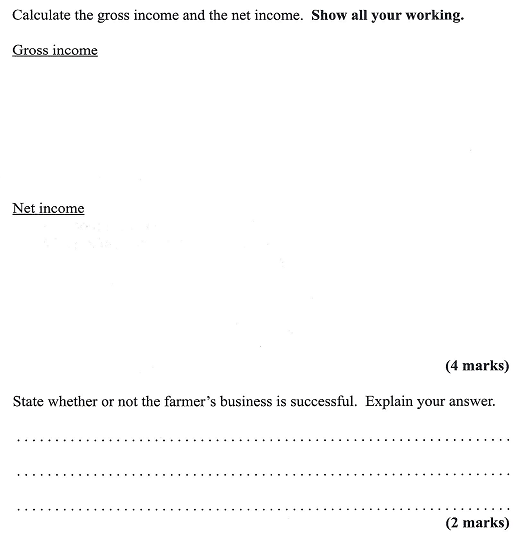 Calculate the gross income and the net income. Show all your working.
Gross income
Net income
(4 marks)
State whether or not the farmer's business is successful. Explain your answer.
(2 marks)